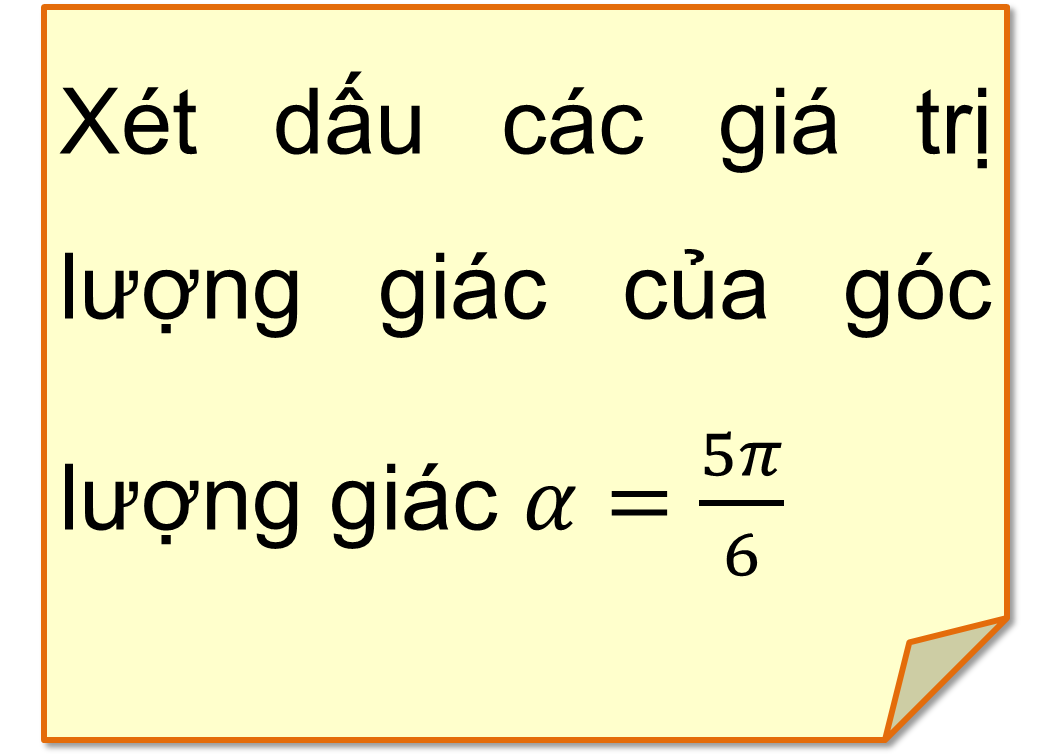 Xét dấu các giá trị
lượng giác của góc
lượng giác 𝛼 = 5𝜋/6